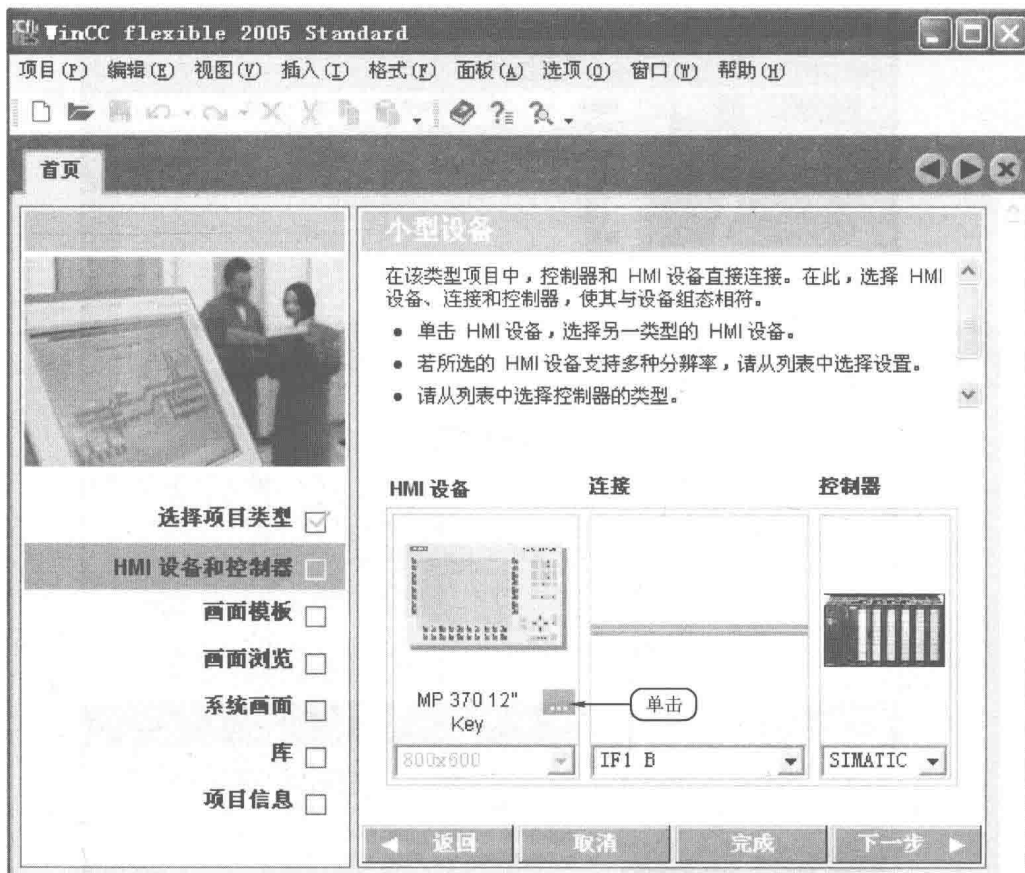 WinCC flexible 2005 Standard
项目(P) 编辑(E) 视图(V) 插入(I) 格式(F) 面板(A) 选项(O) 窗口(W) 帮助(H)
首页
小型设备
在该类型项目中，控制器和 HMI 设备直接连接。在此，选择 HMI
设备、连接和控制器，使其与设备组态相符。
• 单击 HMI 设备，选择另一类型的 HMI 设备。
• 若所选的 HMI 设备支持多种分辨率，请从列表中选择设置。
• 请从列表中选择控制器的类型。
HMI 设备 连接 控制器
选择项目类型
HMI 设备和控制器
画面模板
画面浏览
系统画面
库
项目信息
MP 370 12"
Key
...
单击
800x600 IF1 B SIMATIC
返回 取消 完成 下一步